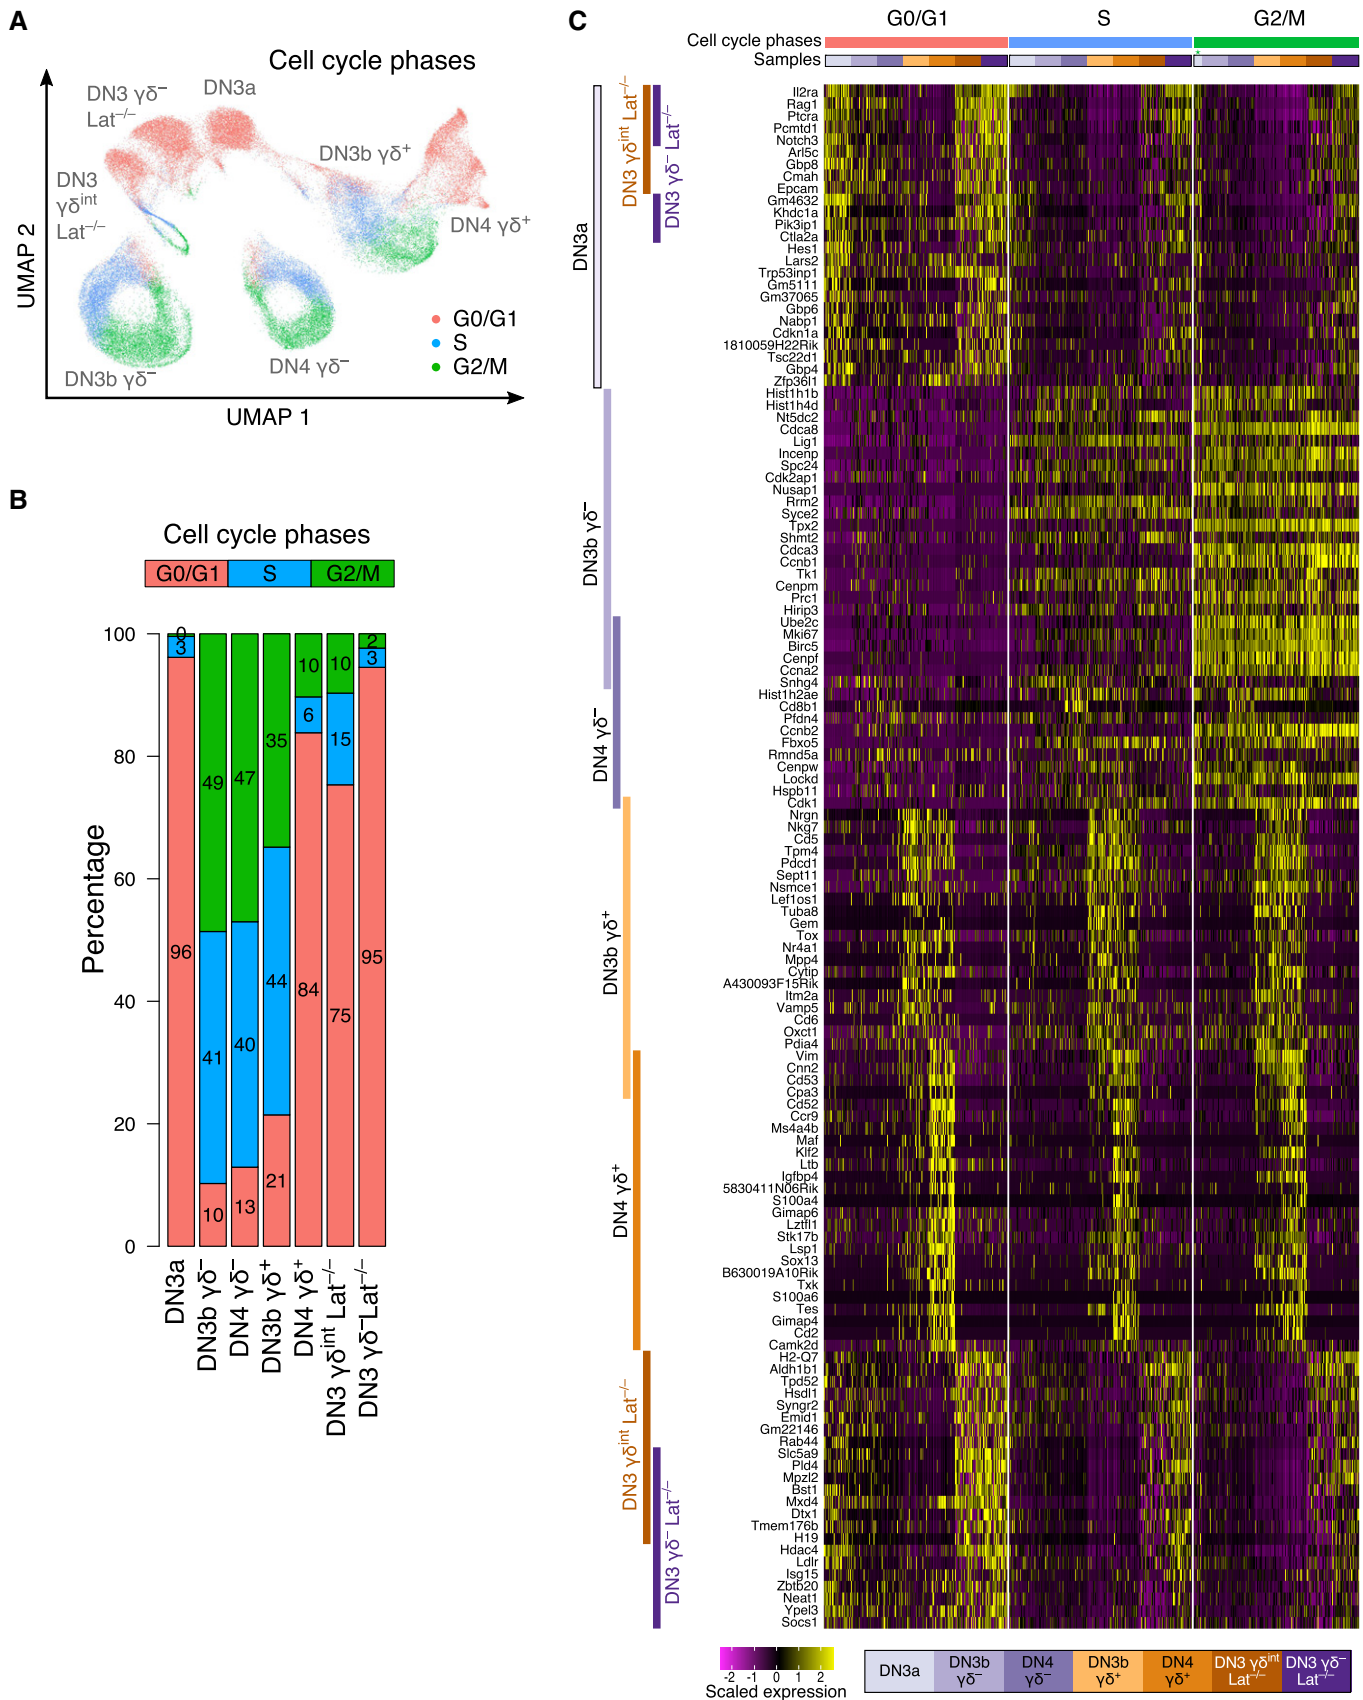 A
Cell cycle phases
DN3 γδ⁻
Lat⁻/⁻
DN3a
DN3b γδ⁺
DN3
γδint
Lat⁻/⁻
DN4 γδ⁺
UMAP 2
G0/G1
S
G2/M
DN3b γδ⁻
DN4 γδ⁻
UMAP 1
B
Cell cycle phases
G0/G1 S G2/M
Percentage
100
80
60
40
20
0
0
3
96
49
41
10
47
40
13
35
44
21
10
6
84
10
15
75
2
3
95
DN3a
DN3b γδ⁻
DN4 γδ⁻
DN3b γδ⁺
DN4 γδ⁺
DN3 γδint Lat⁻/⁻
DN3 γδ⁻Lat⁻/⁻
C
G0/G1 S G2/M
Cell cycle phases
Samples
*
DN3a
DN3 γδint Lat⁻/⁻
DN3 γδ⁻ Lat⁻/⁻
DN3b γδ⁻
DN4 γδ⁻
DN3b γδ⁺
DN4 γδ⁺
DN3 γδint Lat⁻/⁻
DN3 γδ⁻ Lat⁻/⁻
Il2ra
Rag1
Ptcra
Pcmtd1
Notch3
Arl5c
Gbp8
Cmah
Epcam
Gm4632
Khdc1a
Pik3ip1
Ctla2a
Hes1
Lars2
Trp53inp1
Gm5111
Gm37065
Gbp6
Nabp1
Cdkn1a
1810059H22Rik
Tsc22d1
Gbp4
Zfp36l1
Hist1h1b
Hist1h4d
Nt5dc2
Cdca8
Lig1
Incenp
Spc24
Cdk2ap1
Nusap1
Rrm2
Syce2
Tpx2
Shmt2
Cdca3
Ccnb1
Tk1
Cenpm
Prc1
Hirip3
Ube2c
Mki67
Birc5
Cenpf
Ccna2
Snhg4
Hist1h2ae
Cd8b1
Pfdn4
Ccnb2
Fbxo5
Rmnd5a
Cenpw
Lockd
Hspb11
Cdk1
Nrgn
Nkg7
Cd5
Tpm4
Pdcd1
Sept11
Nsmce1
Lef1os1
Tuba8
Gem
Tox
Nr4a1
Mpp4
Cytip
A430093F15Rik
Itm2a
Vamp5
Cd6
Oxct1
Pdia4
Vim
Cnn2
Cd53
Cpa3
Cd52
Ccr9
Ms4a4b
Maf
Klf2
Ltb
Igfbp4
5830411N06Rik
S100a4
Gimap6
Lztfl1
Stk17b
Lsp1
Sox13
B630019A10Rik
Txk
S100a6
Tes
Gimap4
Cd2
Camk2d
H2-Q7
Aldh1b1
Tpd52
Hsdl1
Syngr2
Emid1
Gm22146
Rab44
Slc5a9
Pld4
Mpzl2
Bst1
Mxd4
Dtx1
Tmem176b
H19
Hdac4
Ldlr
Isg15
Zbtb20
Neat1
Ypel3
Socs1
-2 -1 0 1 2
Scaled expression
DN3a
DN3b γδ⁻
DN4 γδ⁻
DN3b γδ⁺
DN4 γδ⁺
DN3 γδint Lat⁻/⁻
DN3 γδ⁻ Lat⁻/⁻